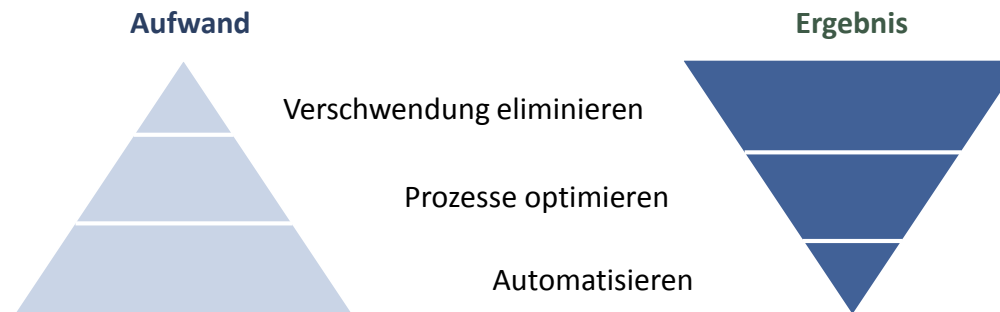 Aufwand
Ergebnis
Verschwendung eliminieren
Prozesse optimieren
Automatisieren